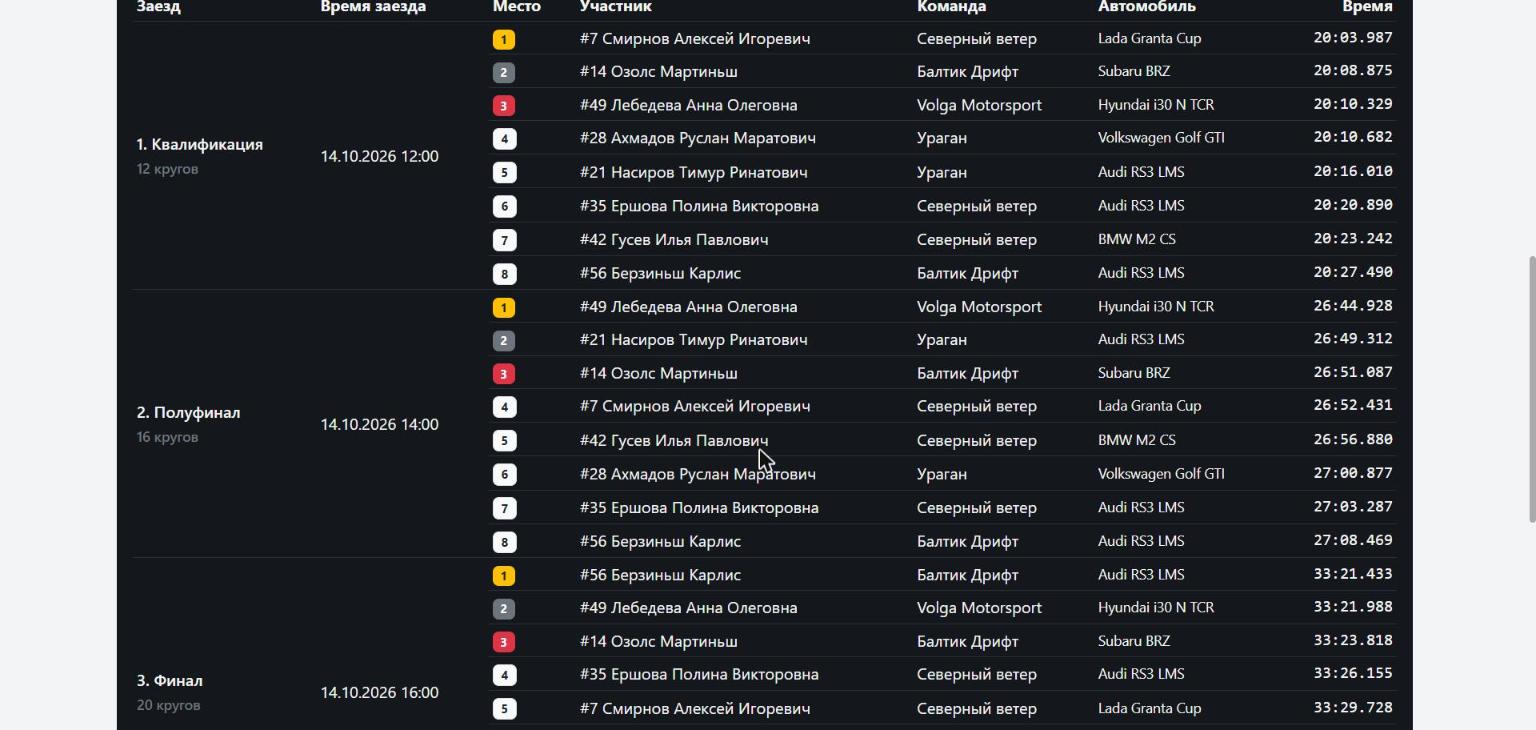 Заезд Время заезда Место Участник Команда Автомобиль Время
1 #7 Смирнов Алексей Игоревич Северный ветер Lada Granta Cup 20:03.987
2 #14 Озолс Мартиньш Балтик Дрифт Subaru BRZ 20:08.875
3 #49 Лебедева Анна Олеговна Volga Motorsport Hyundai i30 N TCR 20:10.329
4 #28 Ахмадов Руслан Маратович Ураган Volkswagen Golf GTI 20:10.682
1. Квалификация
14.10.2026 12:00
12 кругов
5 #21 Насиров Тимур Ринатович Ураган Audi RS3 LMS 20:16.010
6 #35 Ершова Полина Викторовна Северный ветер Audi RS3 LMS 20:20.890
7 #42 Гусев Илья Павлович Северный ветер BMW M2 CS 20:23.242
8 #56 Берзиньш Карлис Балтик Дрифт Audi RS3 LMS 20:27.490
1 #49 Лебедева Анна Олеговна Volga Motorsport Hyundai i30 N TCR 26:44.928
2 #21 Насиров Тимур Ринатович Ураган Audi RS3 LMS 26:49.312
3 #14 Озолс Мартиньш Балтик Дрифт Subaru BRZ 26:51.087
4 #7 Смирнов Алексей Игоревич Северный ветер Lada Granta Cup 26:52.431
2. Полуфинал
14.10.2026 14:00
16 кругов
5 #42 Гусев Илья Павлович Северный ветер BMW M2 CS 26:56.880
6 #28 Ахмадов Руслан Маратович Ураган Volkswagen Golf GTI 27:00.877
7 #35 Ершова Полина Викторовна Северный ветер Audi RS3 LMS 27:03.287
8 #56 Берзиньш Карлис Балтик Дрифт Audi RS3 LMS 27:08.469
1 #56 Берзиньш Карлис Балтик Дрифт Audi RS3 LMS 33:21.433
2 #49 Лебедева Анна Олеговна Volga Motorsport Hyundai i30 N TCR 33:21.988
3 #14 Озолс Мартиньш Балтик Дрифт Subaru BRZ 33:23.818
4 #35 Ершова Полина Викторовна Северный ветер Audi RS3 LMS 33:26.155
3. Финал
14.10.2026 16:00
20 кругов
5 #7 Смирнов Алексей Игоревич Северный ветер Lada Granta Cup 33:29.728